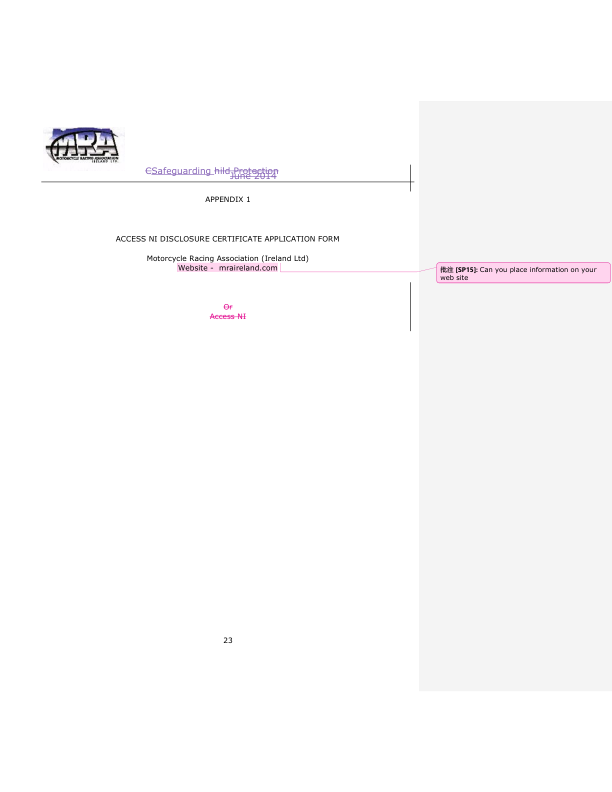 MRA
MOTORCYCLE RACING ASSOCIATION
IRELAND LTD
CSafeguarding hild Protection
June 2014
APPENDIX 1
ACCESS NI DISCLOSURE CERTIFICATE APPLICATION FORM
Motorcycle Racing Association (Ireland Ltd)
Website - mraireland.com
批注 [SP15]: Can you place information on your
web site
Or
Access NI
23